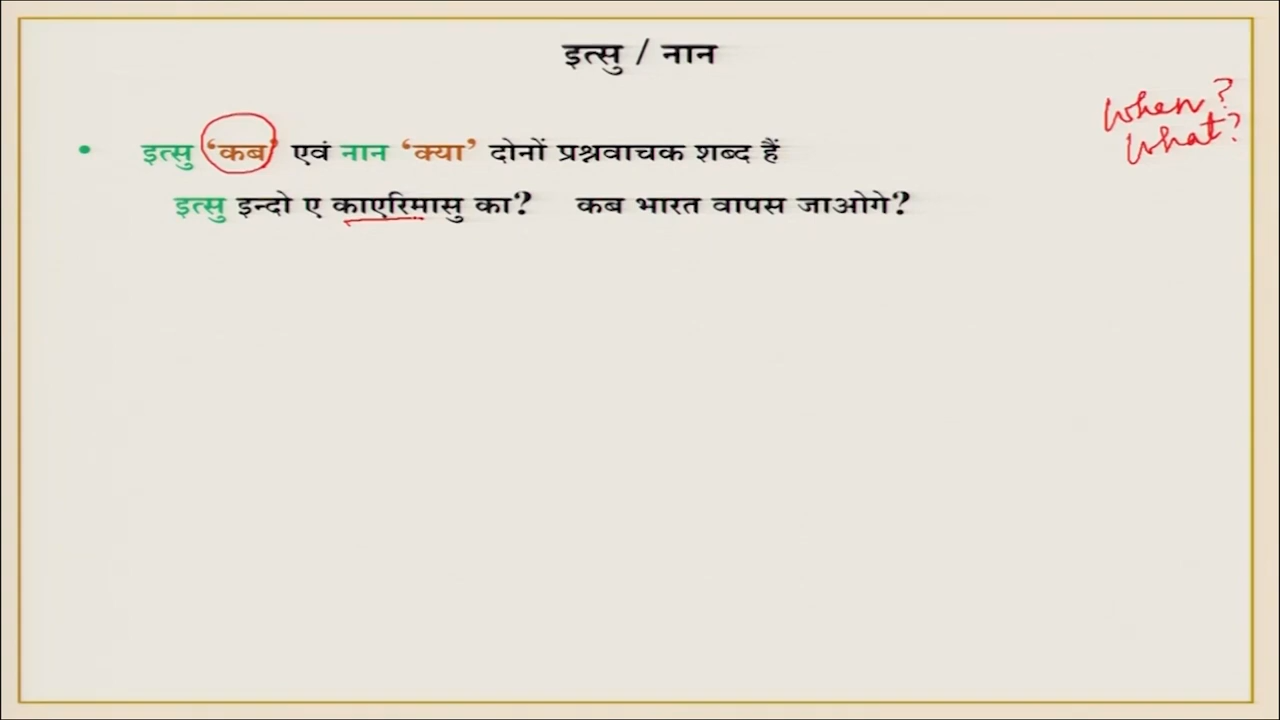 इत्सु / नान
When?
What?
• इत्सु ‘कब’ एवं नान ‘क्या’ दोनों प्रश्नवाचक शब्द हैं
इत्सु इन्दो ए काएरिमासु का? कब भारत वापस जाओगे?